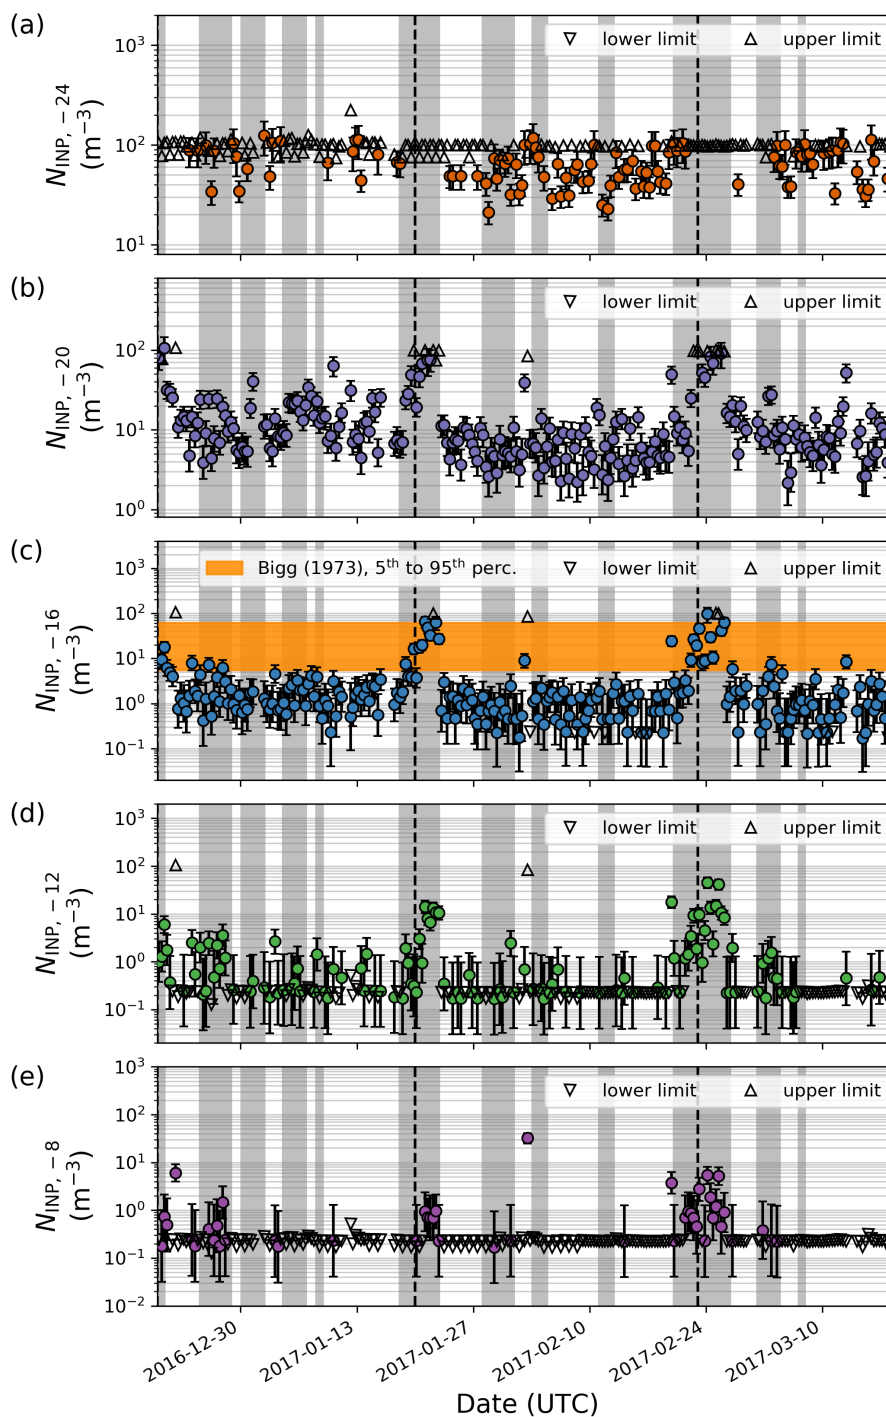 (a)
lower limit upper limit
10³
10²
10¹
N_INP, −24
(m⁻³)
(b)
lower limit upper limit
10²
10¹
10⁰
N_INP, −20
(m⁻³)
(c)
Bigg (1973), 5ᵗʰ to 95ᵗʰ perc. lower limit upper limit
10³
10²
10¹
10⁰
10⁻¹
N_INP, −16
(m⁻³)
(d)
lower limit upper limit
10³
10²
10¹
10⁰
10⁻¹
N_INP, −12
(m⁻³)
(e)
lower limit upper limit
10³
10²
10¹
10⁰
10⁻¹
10⁻²
N_INP, −8
(m⁻³)
2016-12-30 2017-01-13 2017-01-27 2017-02-10 2017-02-24 2017-03-10
Date (UTC)